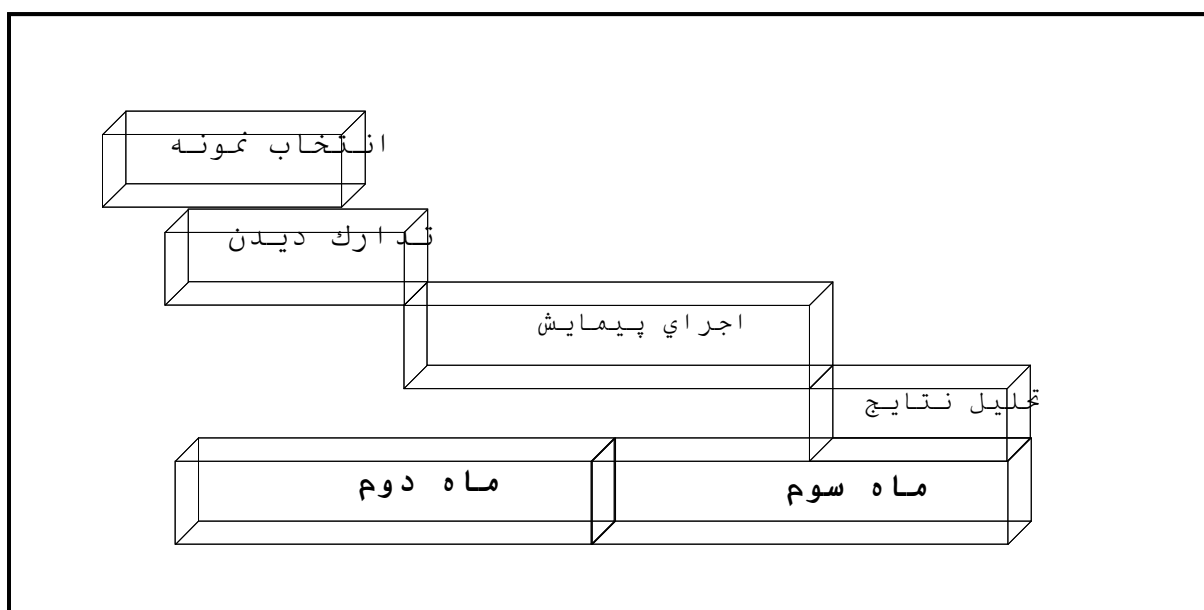 انتخاب نمونه
تدارك ديدن
اجراي پيمايش
تحليل نتايج
ماه دوم
ماه سوم